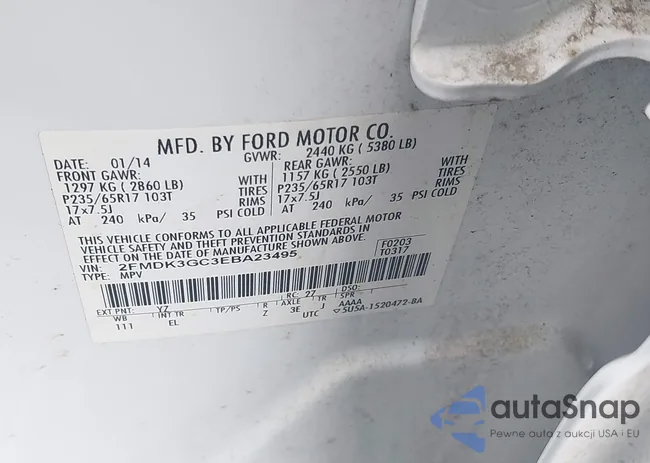 MFD. BY FORD MOTOR CO.
DATE: 01/14 GVWR: 2440 KG ( 5380 LB)
FRONT GAWR: REAR GAWR:
1297 KG ( 2860 LB) WITH 1157 KG ( 2550 LB) WITH
P235/65R17 103T TIRES P235/65R17 103T TIRES
17x7.5J RIMS 17x7.5J RIMS
AT 240 kPa/ 35 PSI COLD AT 240 kPa/ 35 PSI COLD
THIS VEHICLE CONFORMS TO ALL APPLICABLE FEDERAL MOTOR
VEHICLE SAFETY AND THEFT PREVENTION STANDARDS IN
EFFECT ON THE DATE OF MANUFACTURE SHOWN ABOVE.
VIN: 2FMDK3GC3EBA23495 F0203
TYPE: MPV T0317
EXT PNT: YZ RC: 27 DSO:
WB INT TR TP/PS R AXLE TR SPR
111 EL Z 3E J AAAA
UTC 5U5A-1520472-BA
autaSnap
Pewne auta z aukcji USA i EU